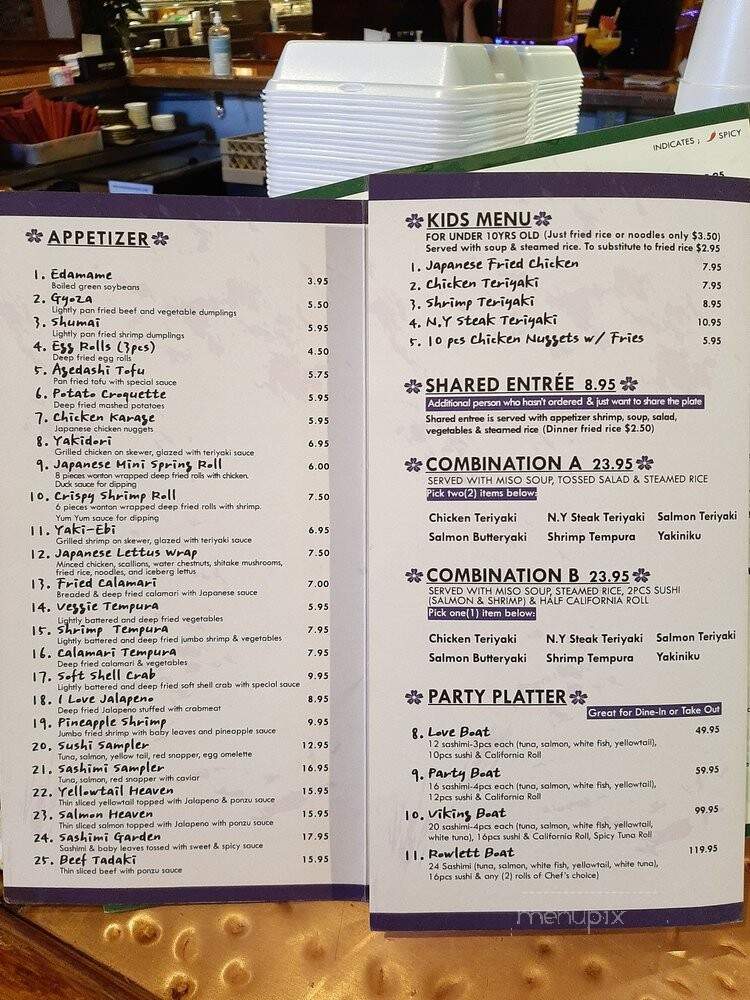 INDICATES SPICY
APPETIZER
1. Edamame 3.95
Boiled green soybeans
2. Gyoza 5.50
Lightly pan fried beef and vegetable dumplings
3. Shumai 5.95
Lightly pan fried shrimp dumplings
4. Egg Rolls (3pcs) 4.50
Deep fried egg rolls
5. Agedashi Tofu 5.75
Pan fried tofu with special sauce
6. Potato Croquette 5.95
Deep fried mashed potatoes
7. Chicken Karage 5.95
Japanese chicken nuggets
8. Yakidori 6.95
Grilled chicken on skewer, glazed with teriyaki sauce
9. Japanese Mini Spring Roll 6.00
8 pieces wonton wrapped deep fried rolls with chicken.
Duck sauce for dipping
10. Crispy Shrimp Roll 7.50
6 pieces wonton wrapped deep fried rolls with shrimp.
Yum Yum sauce for dipping
11. Yaki-Ebi 6.95
Grilled shrimp on skewer, glazed with teriyaki sauce
12. Japanese Lettus Wrap 7.50
Minced chicken, scallions, water chestnuts, shitake mushrooms,
fried rice, noodles, and iceberg lettus
13. Fried Calamari 7.00
Breaded & deep fried calamari with Japanese sauce
14. Veggie Tempura 5.95
Lightly battered and deep fried vegetables
15. Shrimp Tempura 7.95
Lightly battered and deep fried jumbo shrimp & vegetables
16. Calamari Tempura 7.95
Deep fried calamari & vegetables
17. Soft Shell Crab 9.95
Lightly battered and deep fried soft shell crab with special sauce
18. I Love Jalapeno 8.95
Deep fried Jalapeno stuffed with crabmeat
19. Pineapple Shrimp 9.95
Jumbo fried shrimp with baby leaves and pineapple sauce
20. Sushi Sampler 12.95
Tuna, salmon, yellow tail, red snapper, egg omelette
21. Sashimi Sampler 16.95
Tuna, salmon, red snapper with caviar
22. Yellowtail Heaven 15.95
Thin sliced yellowtail topped with Jalapeno & ponzu sauce
23. Salmon Heaven 15.95
Thin sliced salmon topped with Jalapeno with ponzu sauce
24. Sashimi Garden 17.95
Sashimi & baby leaves tossed with sweet & spicy sauce
25. Beef Tadaki 15.95
Thin sliced beef with ponzu sauce
KIDS MENU
FOR UNDER 10YRS OLD (Just fried rice or noodles only $3.50)
Served with soup & steamed rice. To substitute to fried rice $2.95
1. Japanese Fried Chicken 7.95
2. Chicken Teriyaki 7.95
3. Shrimp Teriyaki 8.95
4. N.Y Steak Teriyaki 10.95
5. 10 pcs Chicken Nuggets w/ Fries 5.95
SHARED ENTRÉE 8.95
Additional person who hasn't ordered & just want to share the plate
Shared entree is served with appetizer shrimp, soup, salad,
vegetables & steamed rice (Dinner fried rice $2.50)
COMBINATION A 23.95
SERVED WITH MISO SOUP, TOSSED SALAD & STEAMED RICE
Pick two(2) items below:
Chicken Teriyaki N.Y Steak Teriyaki Salmon Teriyaki
Salmon Butteryaki Shrimp Tempura Yakiniku
COMBINATION B 23.95
SERVED WITH MISO SOUP, STEAMED RICE, 2PCS SUSHI
(SALMON & SHRIMP) & HALF CALIFORNIA ROLL
Pick one(1) item below:
Chicken Teriyaki N.Y Steak Teriyaki Salmon Teriyaki
Salmon Butteryaki Shrimp Tempura Yakiniku
PARTY PLATTER
Great for Dine-In or Take Out
8. Love Boat 49.95
12 sashimi-3pcs each (tuna, salmon, white fish, yellowtail),
10pcs sushi & California Roll
9. Party Boat 59.95
16 sashimi-4pcs each (tuna, salmon, white fish, yellowtail),
12pcs sushi & California Roll
10. Viking Boat 99.95
20 sashimi-4pcs each (tuna, salmon, white fish, yellowtail,
white tuna), 16pcs sushi & California Roll, Spicy Tuna Roll
11. Rowlett Boat 119.95
24 Sashimi (tuna, salmon, white fish, yellowtail, white tuna),
16pcs sushi & any (2) rolls of Chef's choice)
menupix